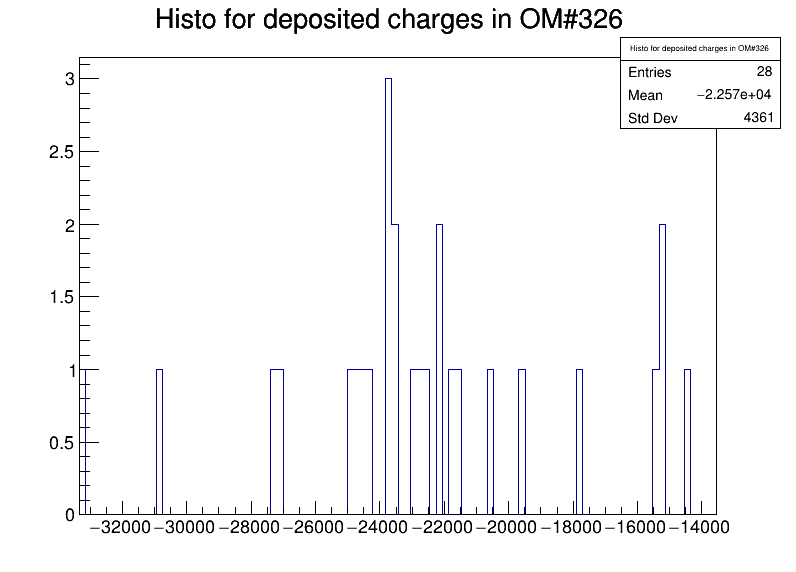 Histo for deposited charges in OM#326
Histo for deposited charges in OM#326
Entries 28
Mean −2.257e+04
Std Dev 4361
3
2.5
2
1.5
1
0.5
0
−32000 −30000 −28000 −26000 −24000 −22000 −20000 −18000 −16000 −14000